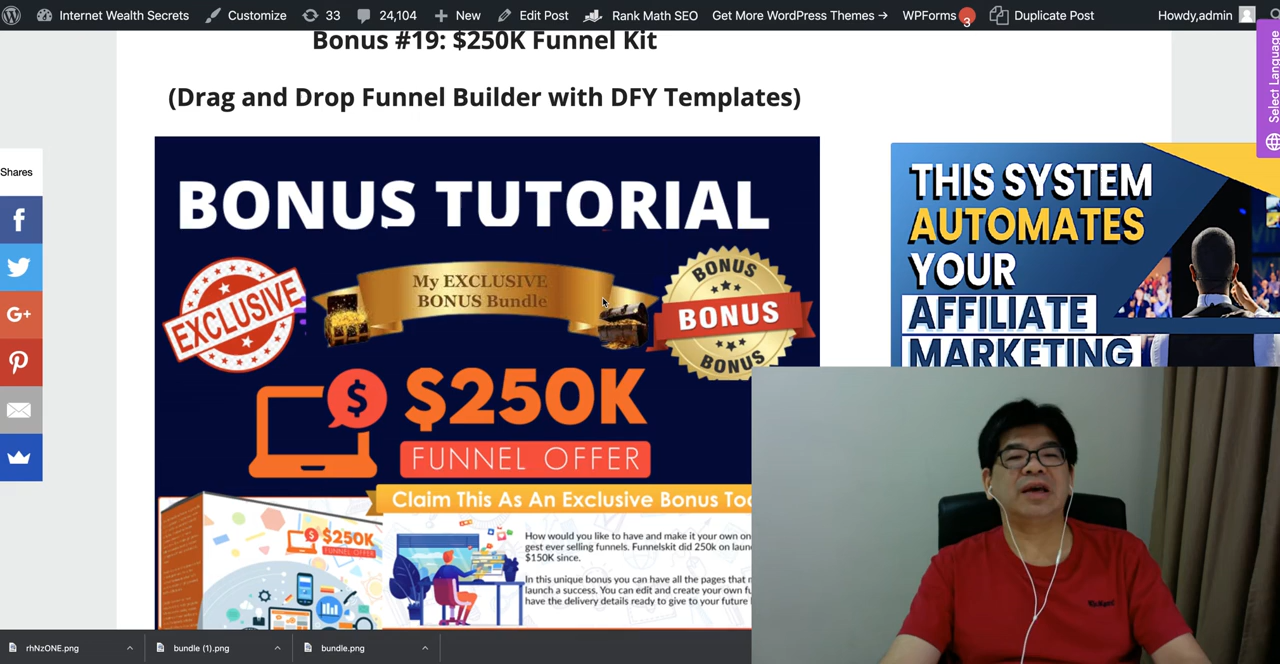 Internet Wealth Secrets Customize 33 24,104 New Edit Post Rank Math SEO Get More WordPress Themes → WPForms 3 Duplicate Post Howdy,admin
Select Language
Bonus #19: $250K Funnel Kit
(Drag and Drop Funnel Builder with DFY Templates)
Shares
BONUS TUTORIAL
EXCLUSIVE
My EXCLUSIVE
BONUS Bundle
BONUS
BONUS
BONUS
$
$250K
FUNNEL OFFER
Claim This As An Exclusive Bonus
$250K
FUNNEL OFFER
How would you like to have and make it your own on
gest ever selling funnels. Funnelskit did 250k on laun
$150K since.
In this unique bonus you can have all the pages that
launch a success. You can edit and create your own fu
have the delivery details ready to give to your future
THIS SYSTEM
AUTOMATES
YOUR
AFFILIATE
MARKETING
rhNzONE.png
bundle (1).png
bundle.png